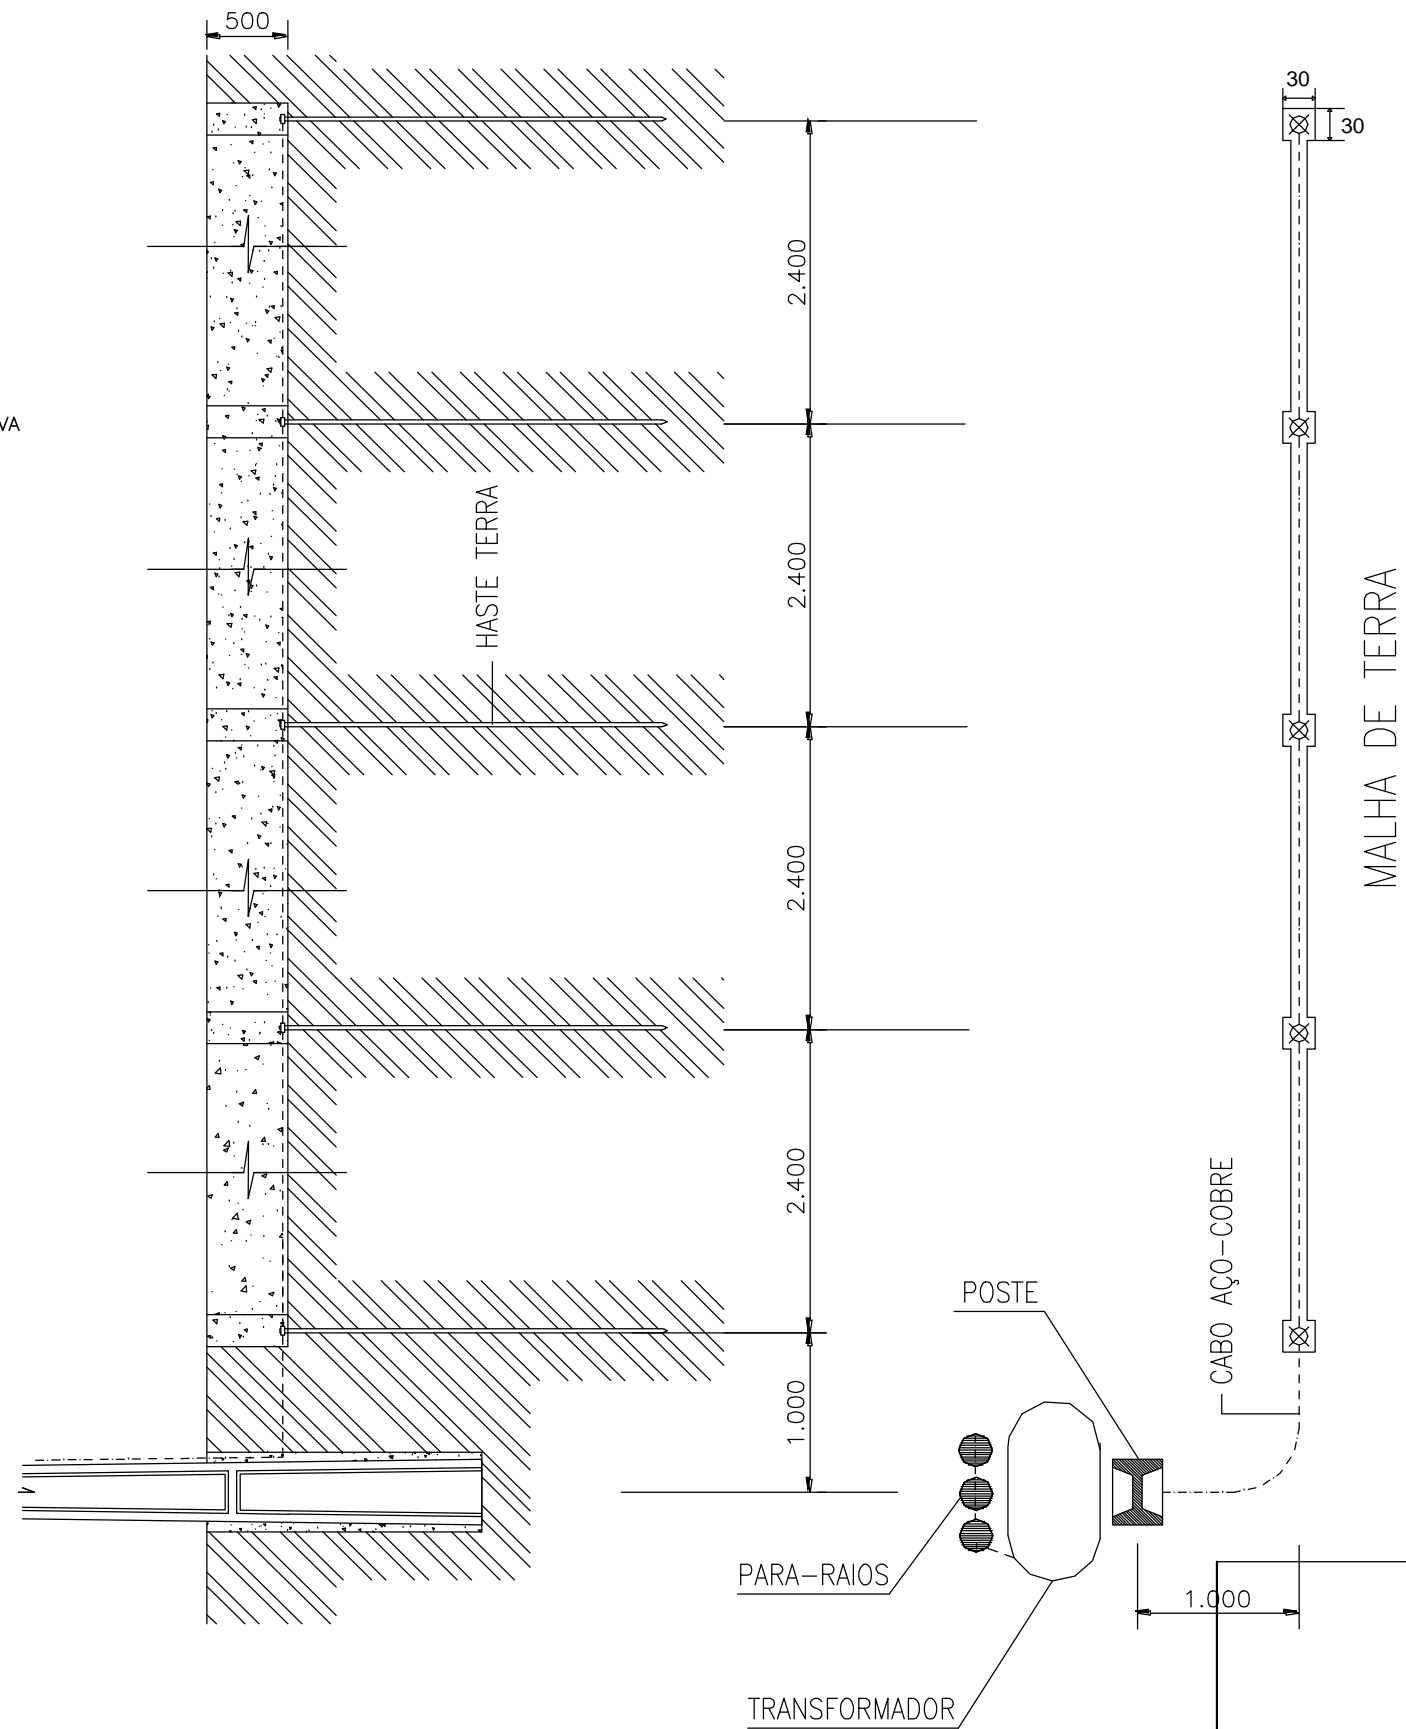 500
30
30
2.400
VA
HASTE TERRA
2.400
MALHA DE TERRA
2.400
2.400
CABO AÇO-COBRE
POSTE
1.000
PARA-RAIOS
1.000
TRANSFORMADOR